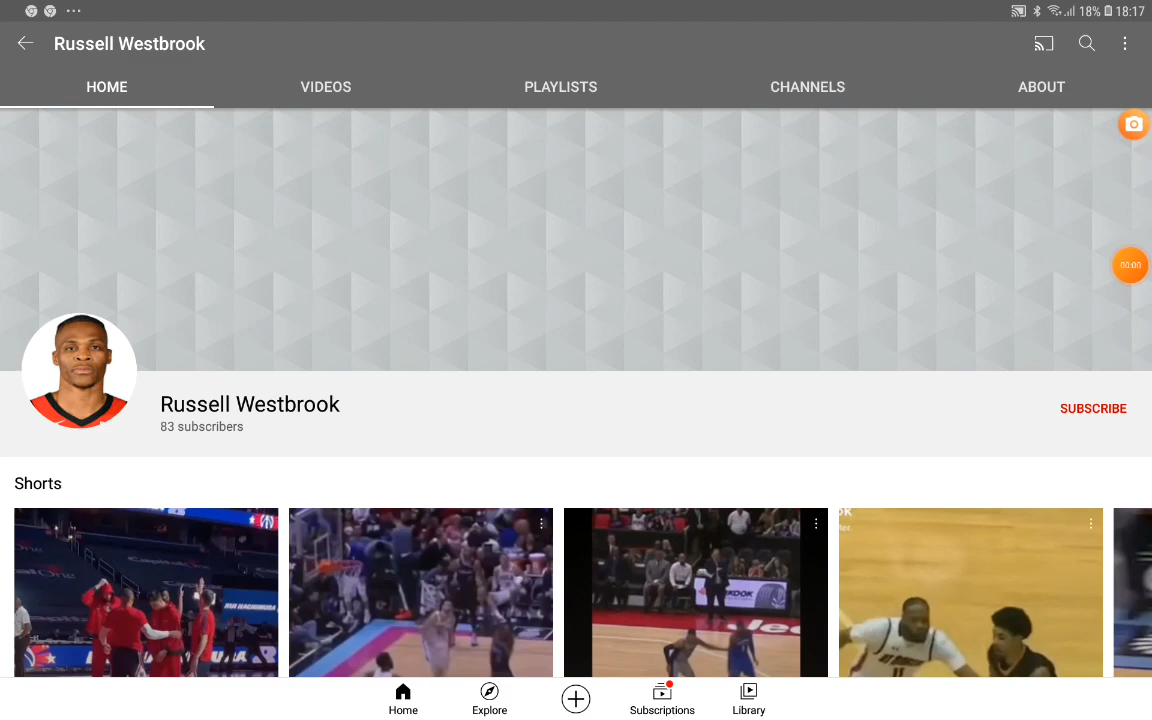 18% 18:17
Russell Westbrook
HOME VIDEOS PLAYLISTS CHANNELS ABOUT
00:00
Russell Westbrook
83 subscribers
SUBSCRIBE
Shorts
Home Explore Subscriptions Library